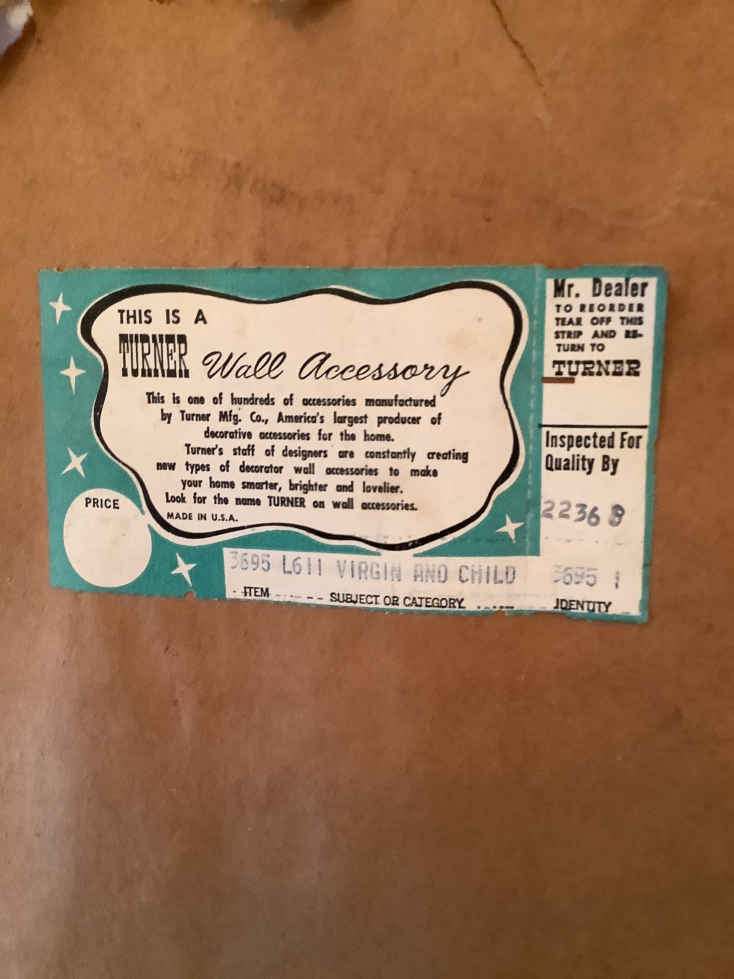 THIS IS A
TURNER Wall Accessory
This is one of hundreds of accessories manufactured
by Turner Mfg. Co., America's largest producer of
decorative accessories for the home.
Turner's staff of designers are constantly creating
new types of decorator wall accessories to make
your home smarter, brighter and lovelier.
Look for the name TURNER on wall accessories.
MADE IN U.S.A.
PRICE
3695 L611 VIRGIN AND CHILD
ITEM SUBJECT OR CATEGORY
Mr. Dealer
TO REORDER
TEAR OFF THIS
STRIP AND RE-
TURN TO
TURNER
Inspected For
Quality By
22368
3695 1
IDENTITY